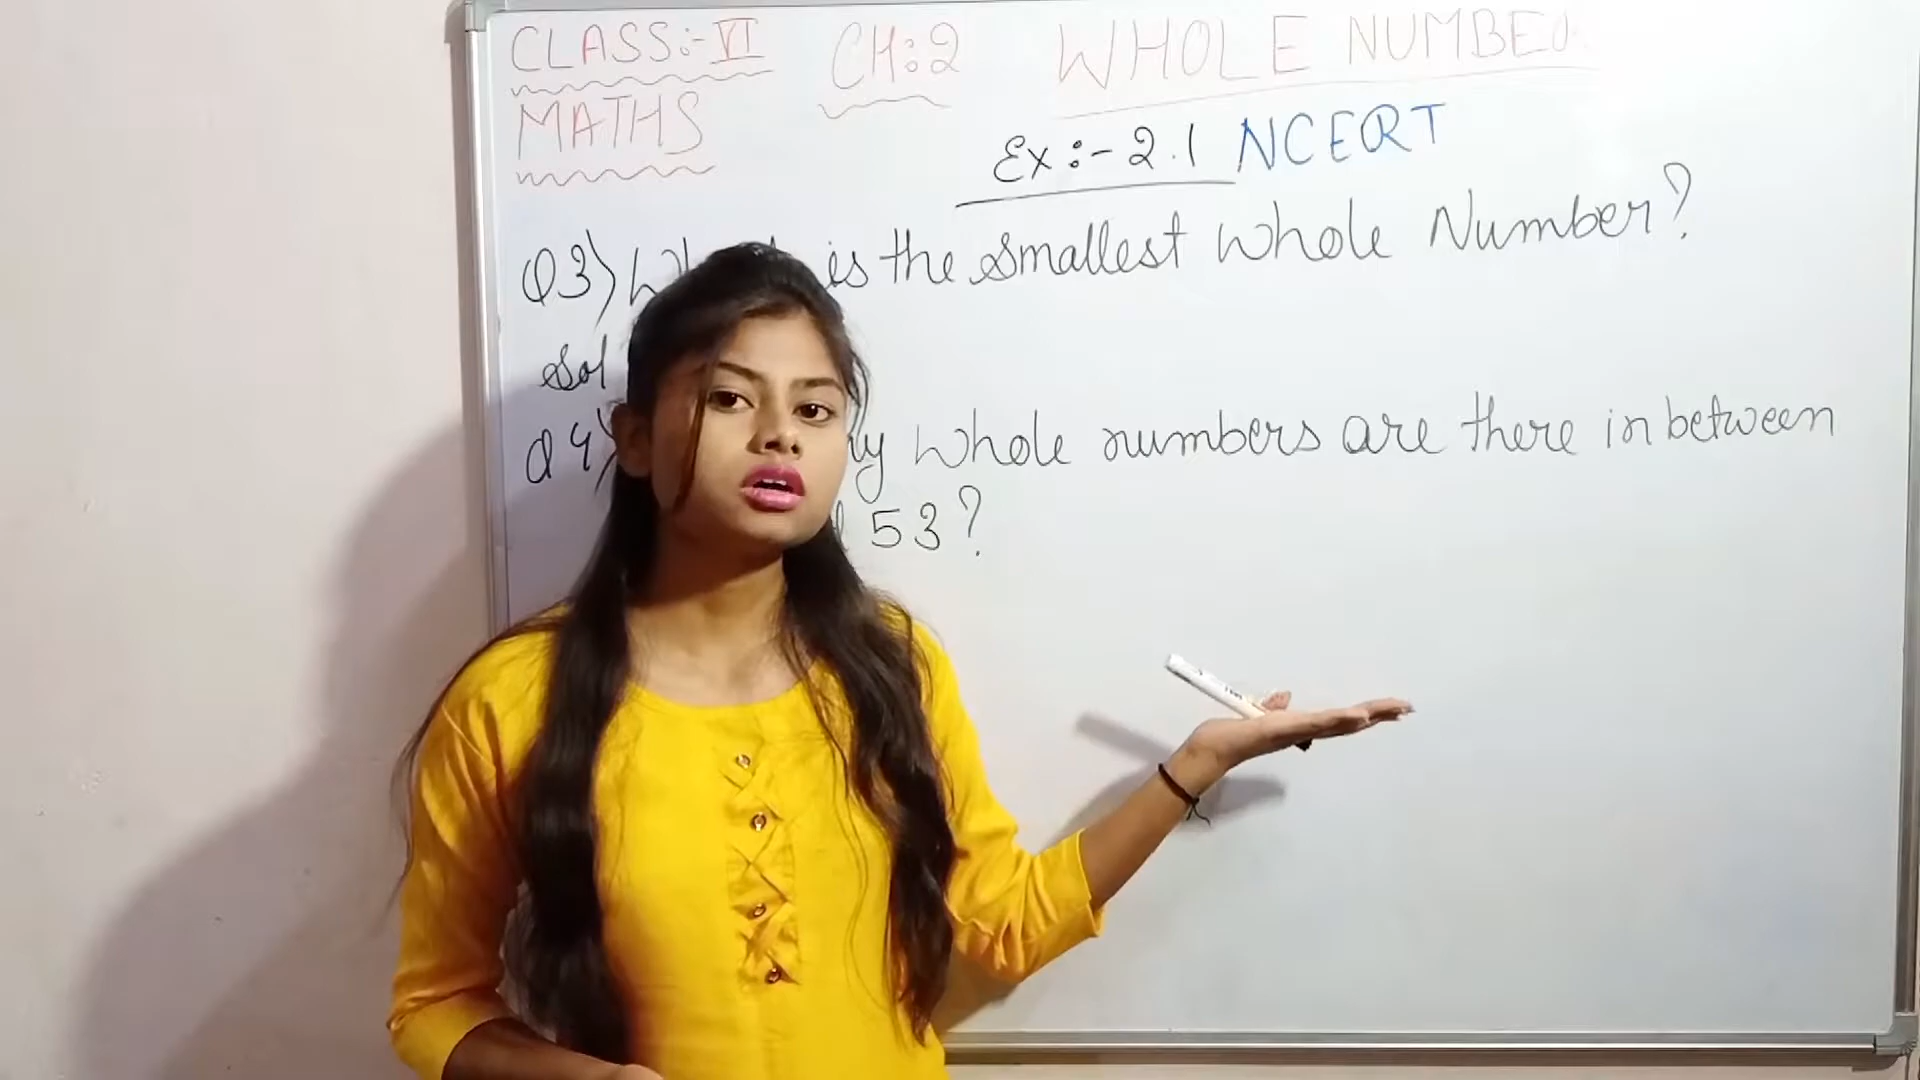 CLASS:-VI CH:2 WHOLE NUMBE
MATHS
Ex:-2.1 NCERT
Q3) is the smallest Whole Number?
Sol
Q4) Whole numbers are there in between
53?